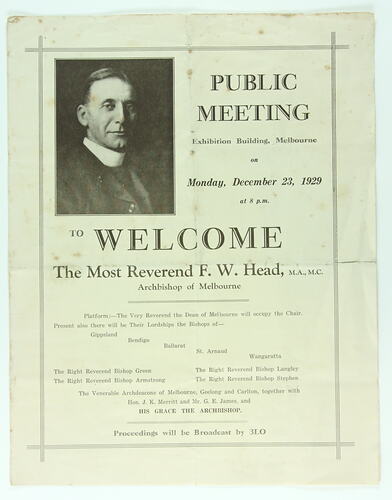 PUBLIC
MEETING
Exhibition Building, Melbourne
on
Monday, December 23, 1929
at 8 p.m.
TO WELCOME
The Most Reverend F. W. Head, M.A., M.C.
Archbishop of Melbourne
Platform:—The Very Reverend the Dean of Melbourne will occupy the Chair.
Present also there will be Their Lordships the Bishops of—
Gippsland
Bendigo
Ballarat
St. Arnaud
Wangaratta
The Right Reverend Bishop Green The Right Reverend Bishop Langley
The Right Reverend Bishop Armstrong The Right Reverend Bishop Stephen
The Venerable Archdeacons of Melbourne, Geelong and Carlton, together with
Hon. J. K. Merritt and Mr. G. E. James, and
HIS GRACE THE ARCHBISHOP.
Proceedings will be Broadcast by 3LO